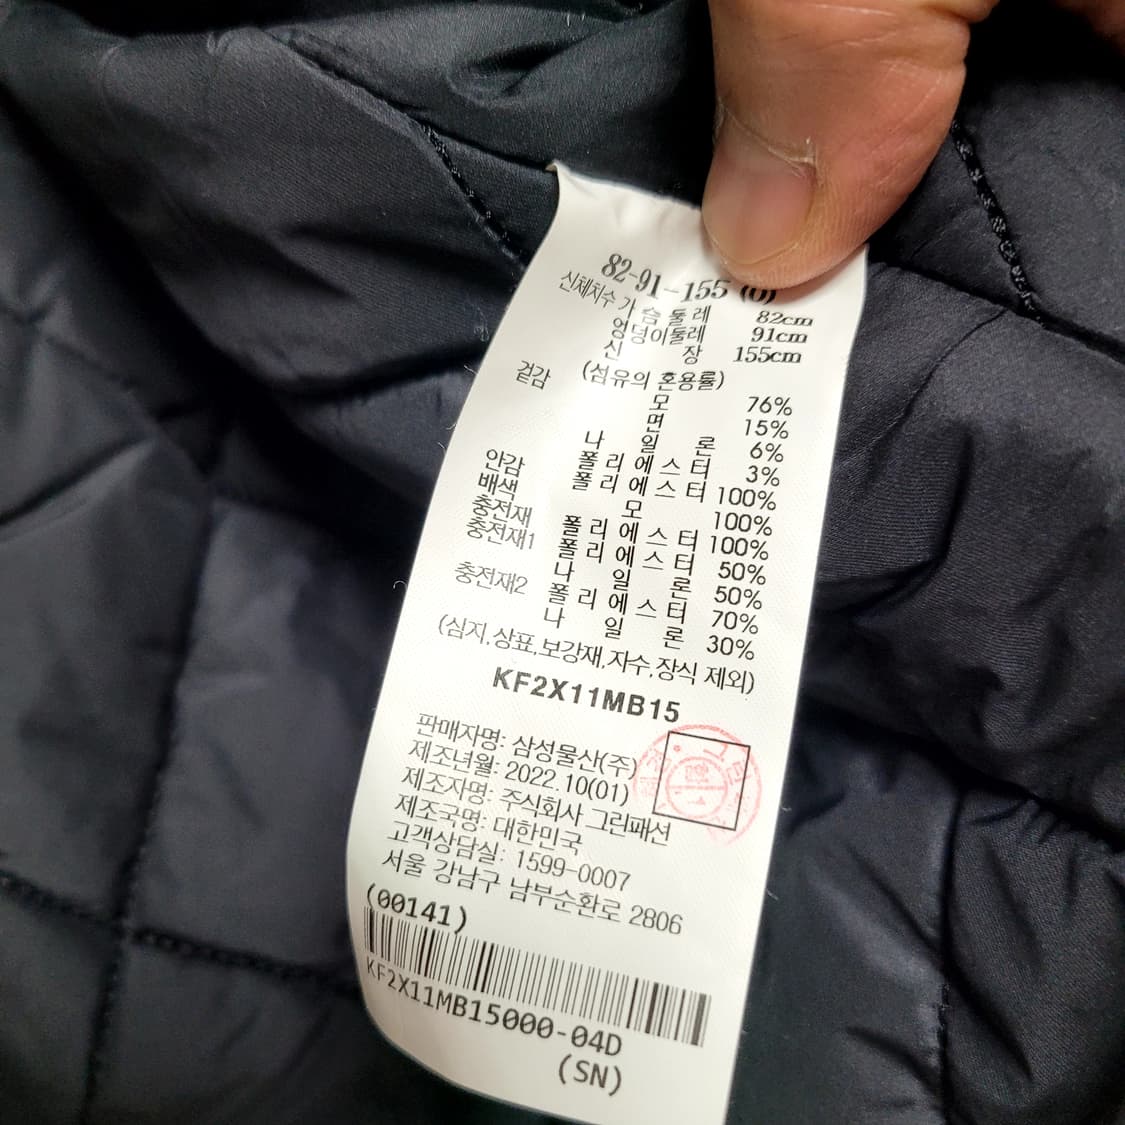 82-91-155 (0)
신체치수 가슴둘레 82cm
엉덩이둘레 91cm
신 장 155cm
(섬유의 혼용률)
겉감 모 76%
면 15%
나 일 론 6%
폴 리 에 스 터 3%
안감 폴 리 에 스 터 100%
배색 모 100%
충전재 폴 리 에 스 터 100%
충전재1 폴 리 에 스 터 50%
나 일 론 50%
충전재2 폴 리 에 스 터 70%
나 일 론 30%
(심지,상표,보강재,자수,장식 제외)
KF2X11MB15
판매자명: 삼성물산(주)
제조년월: 2022.10(01)
제조자명: 주식회사 그린패션
제조국명: 대한민국
고객상담실: 1599-0007
서울 강남구 남부순환로 2806
(00141)
KF2X11MB15000-04D
(SN)